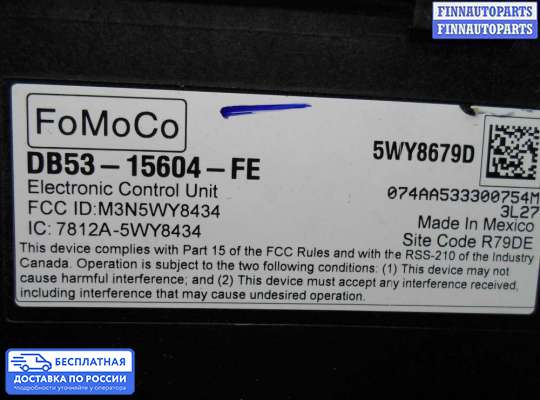 FINNAUTOPARTS
FINNAUTOPARTS
FoMoCo
DB53-15604-FE
5WY8679D
Electronic Control Unit
074AA533300754M
FCC ID:M3N5WY8434
3L27
IC: 7812A-5WY8434
Made In Mexico
Site Code R79DE
This device complies with Part 15 of the FCC Rules and with the RSS-210 of the Industry
Canada. Operation is subject to the two following conditions: (1) This device may not
cause harmful interference; and (2) This device must accept any interference received,
including interference that may cause undesired operation.
БЕСПЛАТНАЯ
ДОСТАВКА ПО РОССИИ
подробности уточняйте у оператора